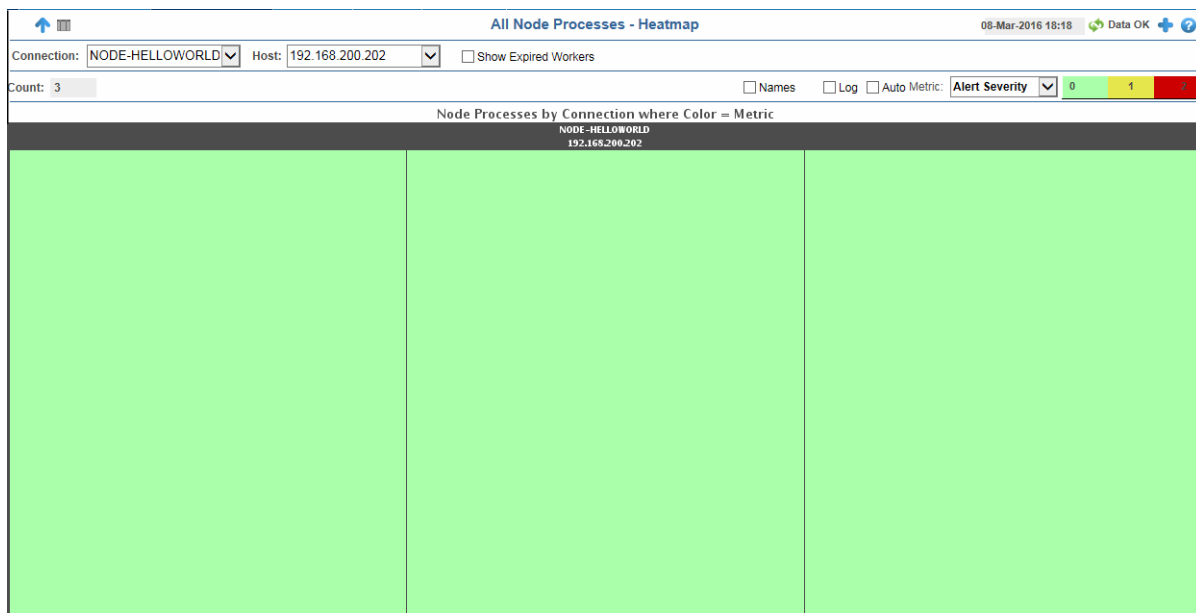 All Node Processes - Heatmap 08-Mar-2016 18:18 Data OK
Connection: NODE-HELLOWORLD Host: 192.168.200.202 Show Expired Workers
Count: 3 Names Log Auto Metric: Alert Severity 0 1 2
Node Processes by Connection where Color = Metric
NODE-HELLOWORLD
192.168.200.202